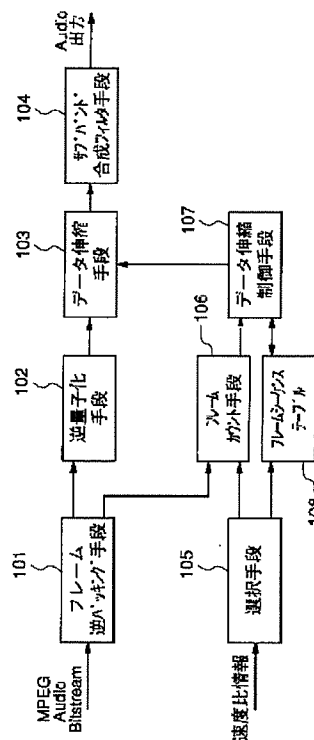 MPEG
Audio
Bitstream
101
フレーム
逆パッキング手段
102
逆量子化
手段
103
データ伸縮
手段
104
サブバンド
合成フィルタ手段
Audio
出力
速度比情報
105
選択手段
106
フレーム
カウント手段
107
データ伸縮
制御手段
フレームシーケンス
テーブル
108